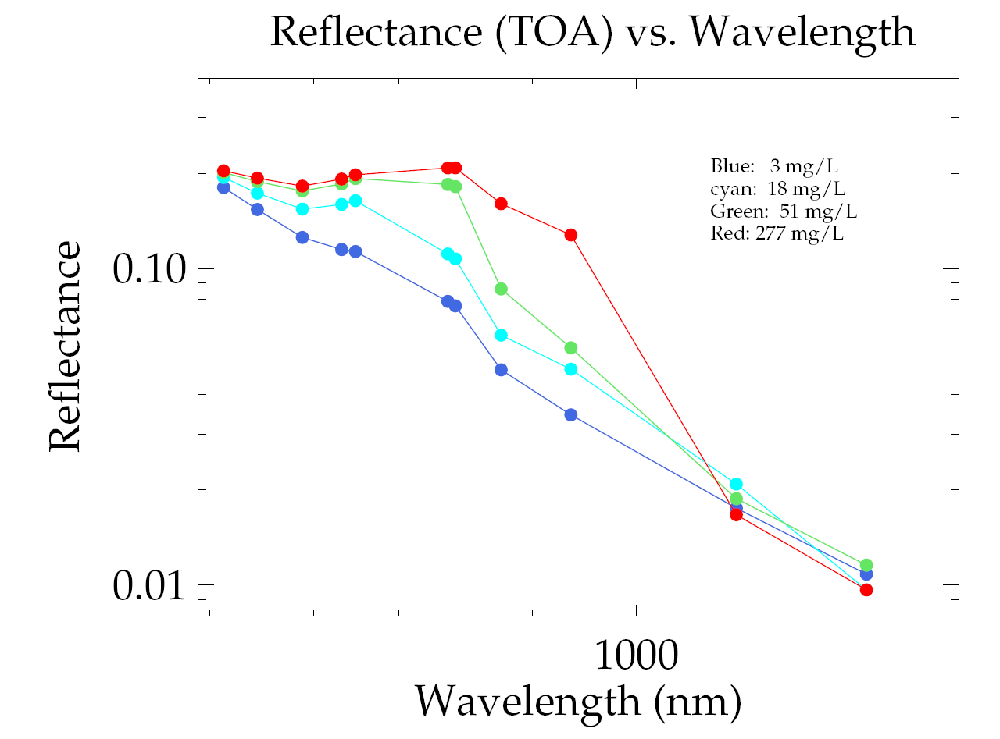 Reflectance (TOA) vs. Wavelength
Blue:   3 mg/L
cyan:  18 mg/L
Green:  51 mg/L
Red: 277 mg/L
Reflectance
0.10
0.01
1000
Wavelength (nm)